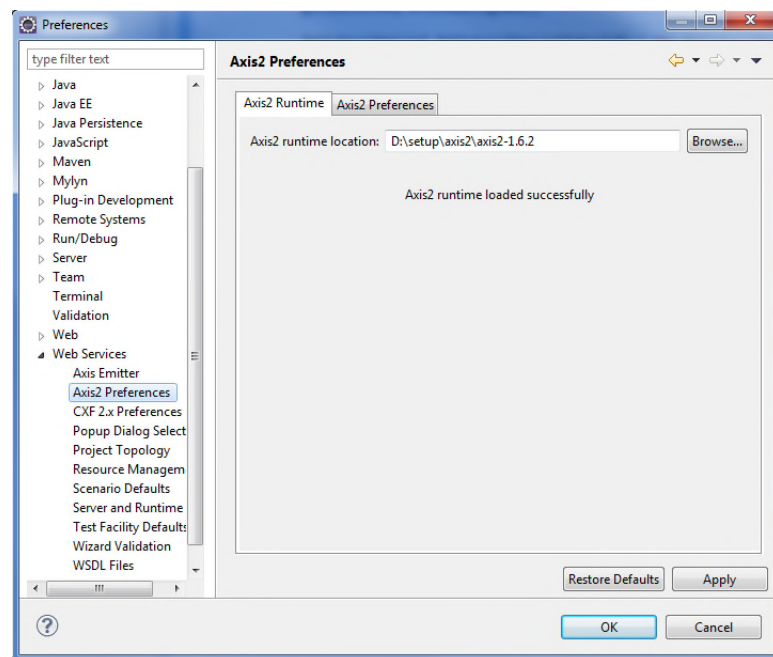 Preferences
type filter text
Java
Java EE
Java Persistence
JavaScript
Maven
Mylyn
Plug-in Development
Remote Systems
Run/Debug
Server
Team
Terminal
Validation
Web
Web Services
Axis Emitter
Axis2 Preferences
CXF 2.x Preferences
Popup Dialog Select
Project Topology
Resource Managem
Scenario Defaults
Server and Runtime
Test Facility Defaults
Wizard Validation
WSDL Files
Axis2 Preferences
Axis2 Runtime Axis2 Preferences
Axis2 runtime location: D:\setup\axis2\axis2-1.6.2 Browse...
Axis2 runtime loaded successfully
Restore Defaults Apply
? OK Cancel